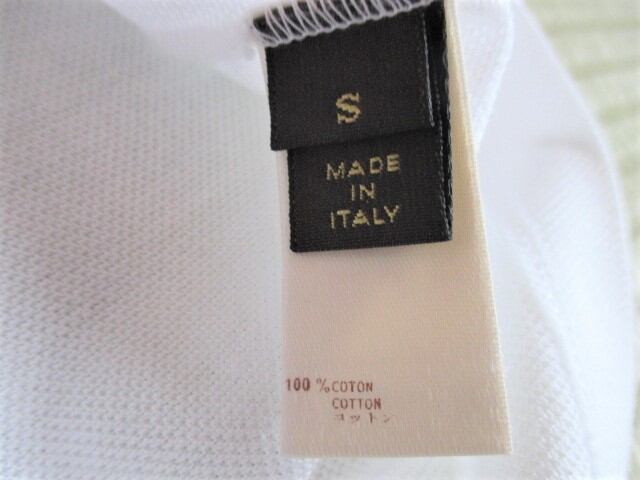 S
MADE
IN
ITALY
100 % COTON
COTTON
コットン